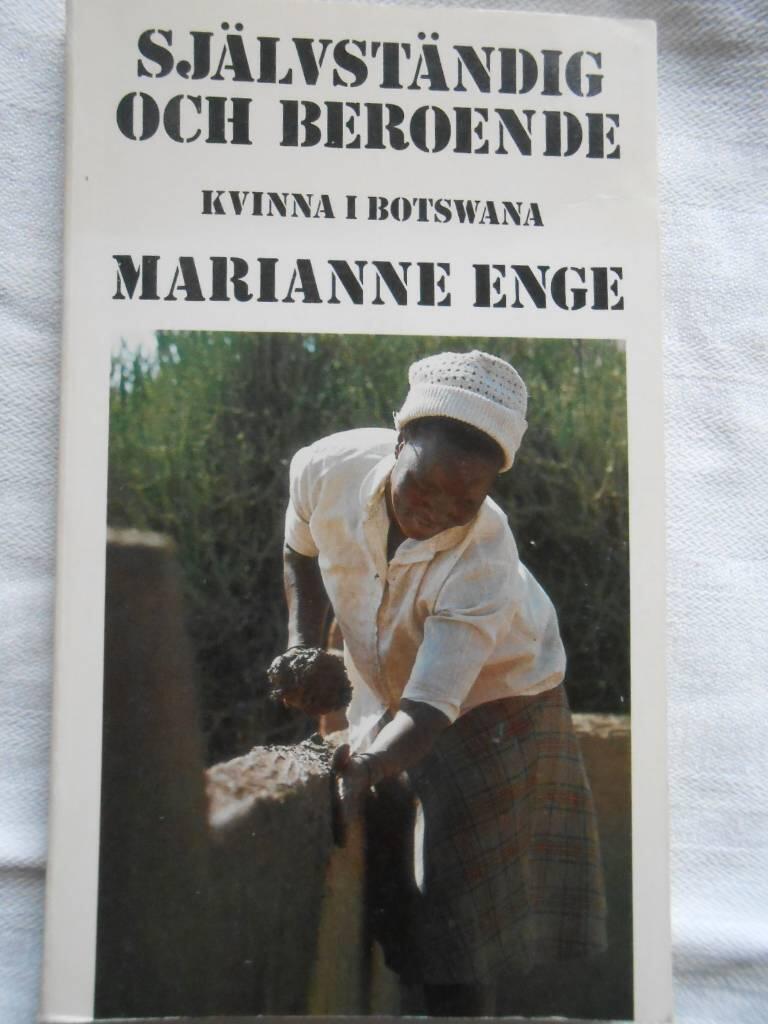 SJÄLVSTÄNDIG
OCH BEROENDE
KVINNA I BOTSWANA
MARIANNE ENGE